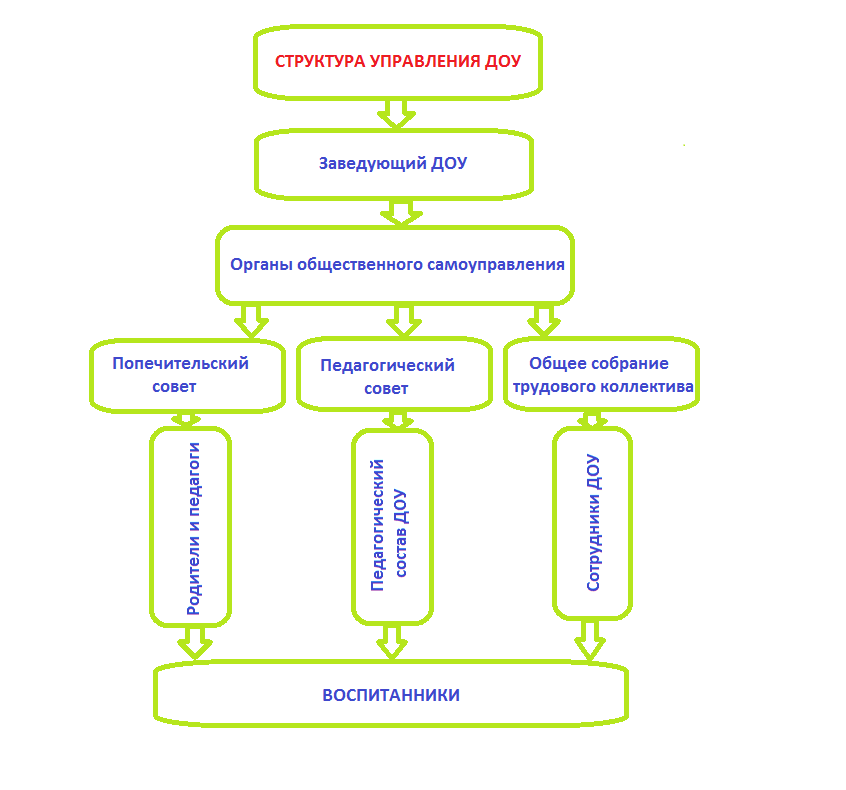 СТРУКТУРА УПРАВЛЕНИЯ ДОУ
Заведующий ДОУ
Органы общественного самоуправления
Попечительский
совет
Педагогический
совет
Общее собрание
трудового коллектива
Родители и педагоги
Педагогический
состав ДОУ
Сотрудники ДОУ
ВОСПИТАННИКИ